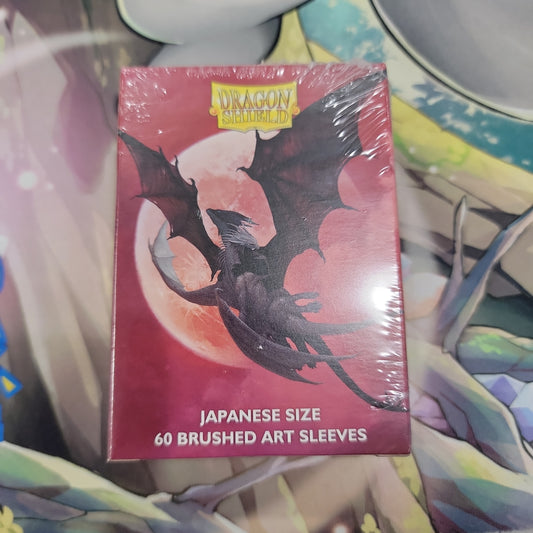 DRAGON
SHIELD
JAPANESE SIZE
60 BRUSHED ART SLEEVES